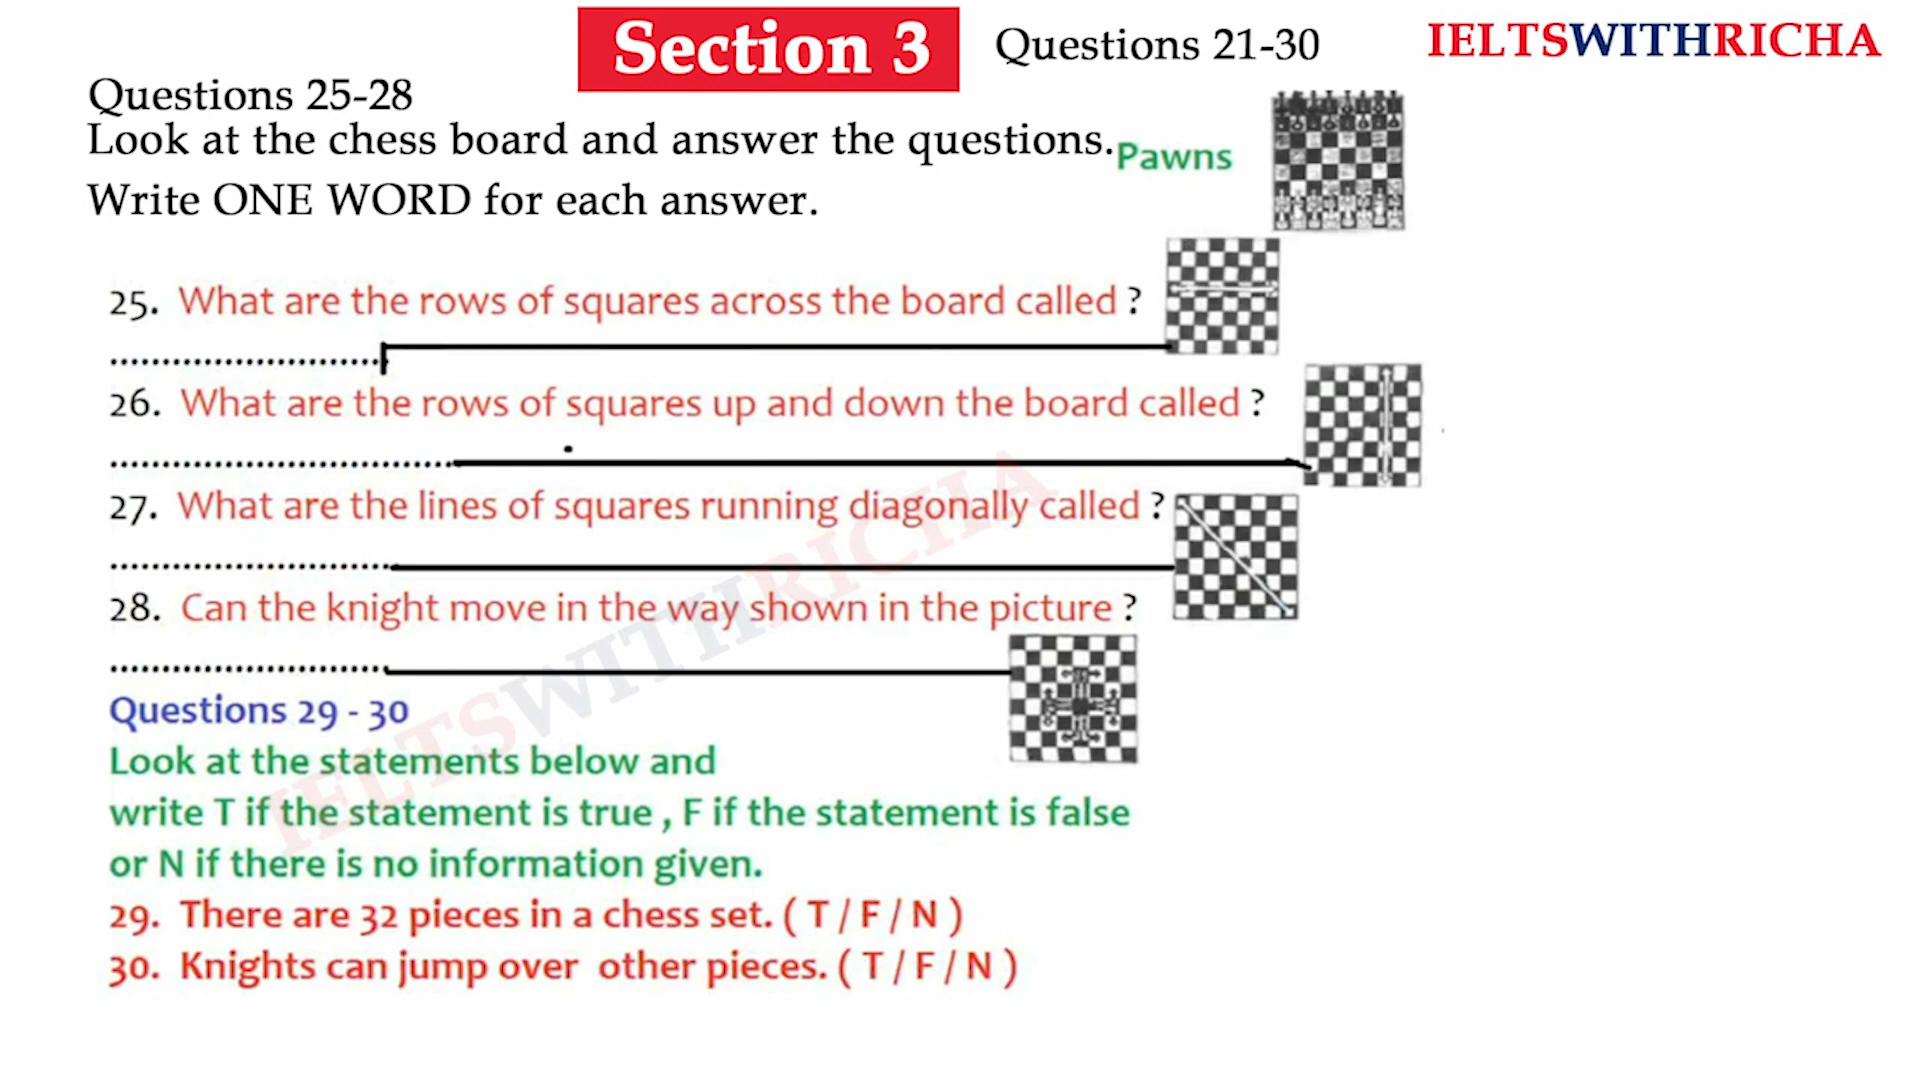 Section 3
Questions 21-30
IELTSWITHRICHA
Questions 25-28
Look at the chess board and answer the questions.
Pawns
Write ONE WORD for each answer.
25. What are the rows of squares across the board called ?
..........................
26. What are the rows of squares up and down the board called ?
.................................
27. What are the lines of squares running diagonally called ?
...........................
28. Can the knight move in the way shown in the picture ?
...........................
IELTSWITHRICHA
Questions 29 - 30
Look at the statements below and
write T if the statement is true , F if the statement is false
or N if there is no information given.
29. There are 32 pieces in a chess set. ( T / F / N )
30. Knights can jump over other pieces. ( T / F / N )